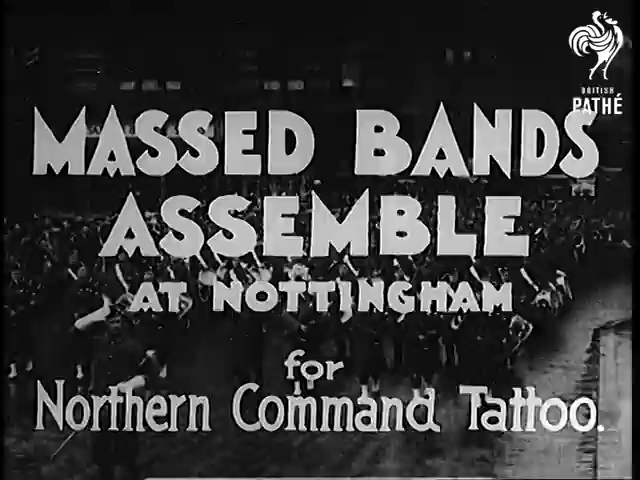 BRITISH
PATHÉ
MASSED BANDS
ASSEMBLE
AT NOTTINGHAM
for
Northern Command Tattoo.